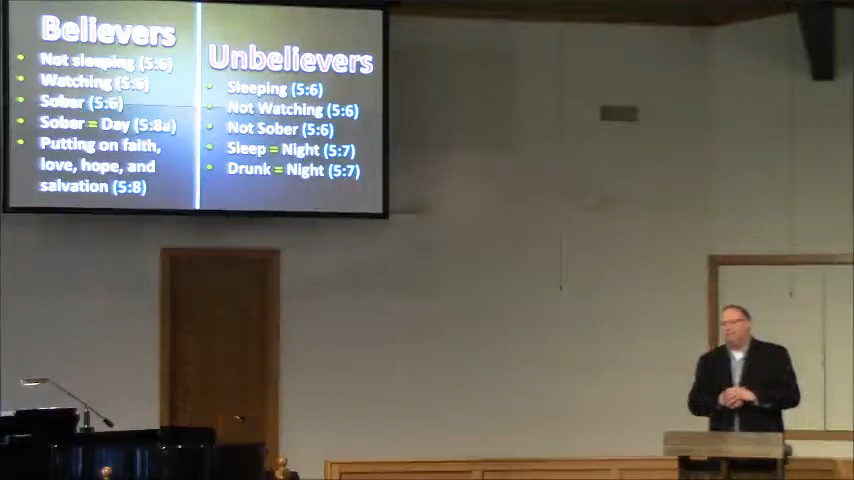 Believers
Not sleeping (5:6)
Watching (5:6)
Sober (5:6)
Sober = Day (5:8a)
Putting on faith,
love, hope, and
salvation (5:8)
Unbelievers
Sleeping (5:6)
Not Watching (5:6)
Not Sober (5:6)
Sleep = Night (5:7)
Drunk = Night (5:7)